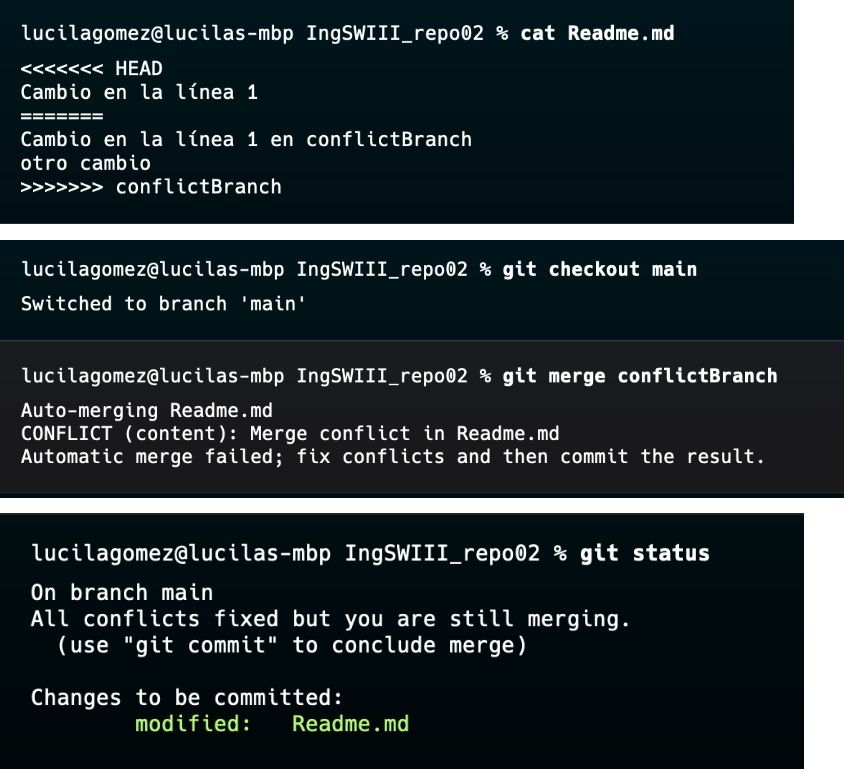 lucilagomez@lucilas-mbp IngSWIII_repo02 % cat Readme.md
<<<<<<< HEAD
Cambio en la línea 1
=======
Cambio en la línea 1 en conflictBranch
otro cambio
>>>>>>> conflictBranch
lucilagomez@lucilas-mbp IngSWIII_repo02 % git checkout main
Switched to branch 'main'
lucilagomez@lucilas-mbp IngSWIII_repo02 % git merge conflictBranch
Auto-merging Readme.md
CONFLICT (content): Merge conflict in Readme.md
Automatic merge failed; fix conflicts and then commit the result.
lucilagomez@lucilas-mbp IngSWIII_repo02 % git status
On branch main
All conflicts fixed but you are still merging.
  (use "git commit" to conclude merge)
Changes to be committed:
        modified:   Readme.md